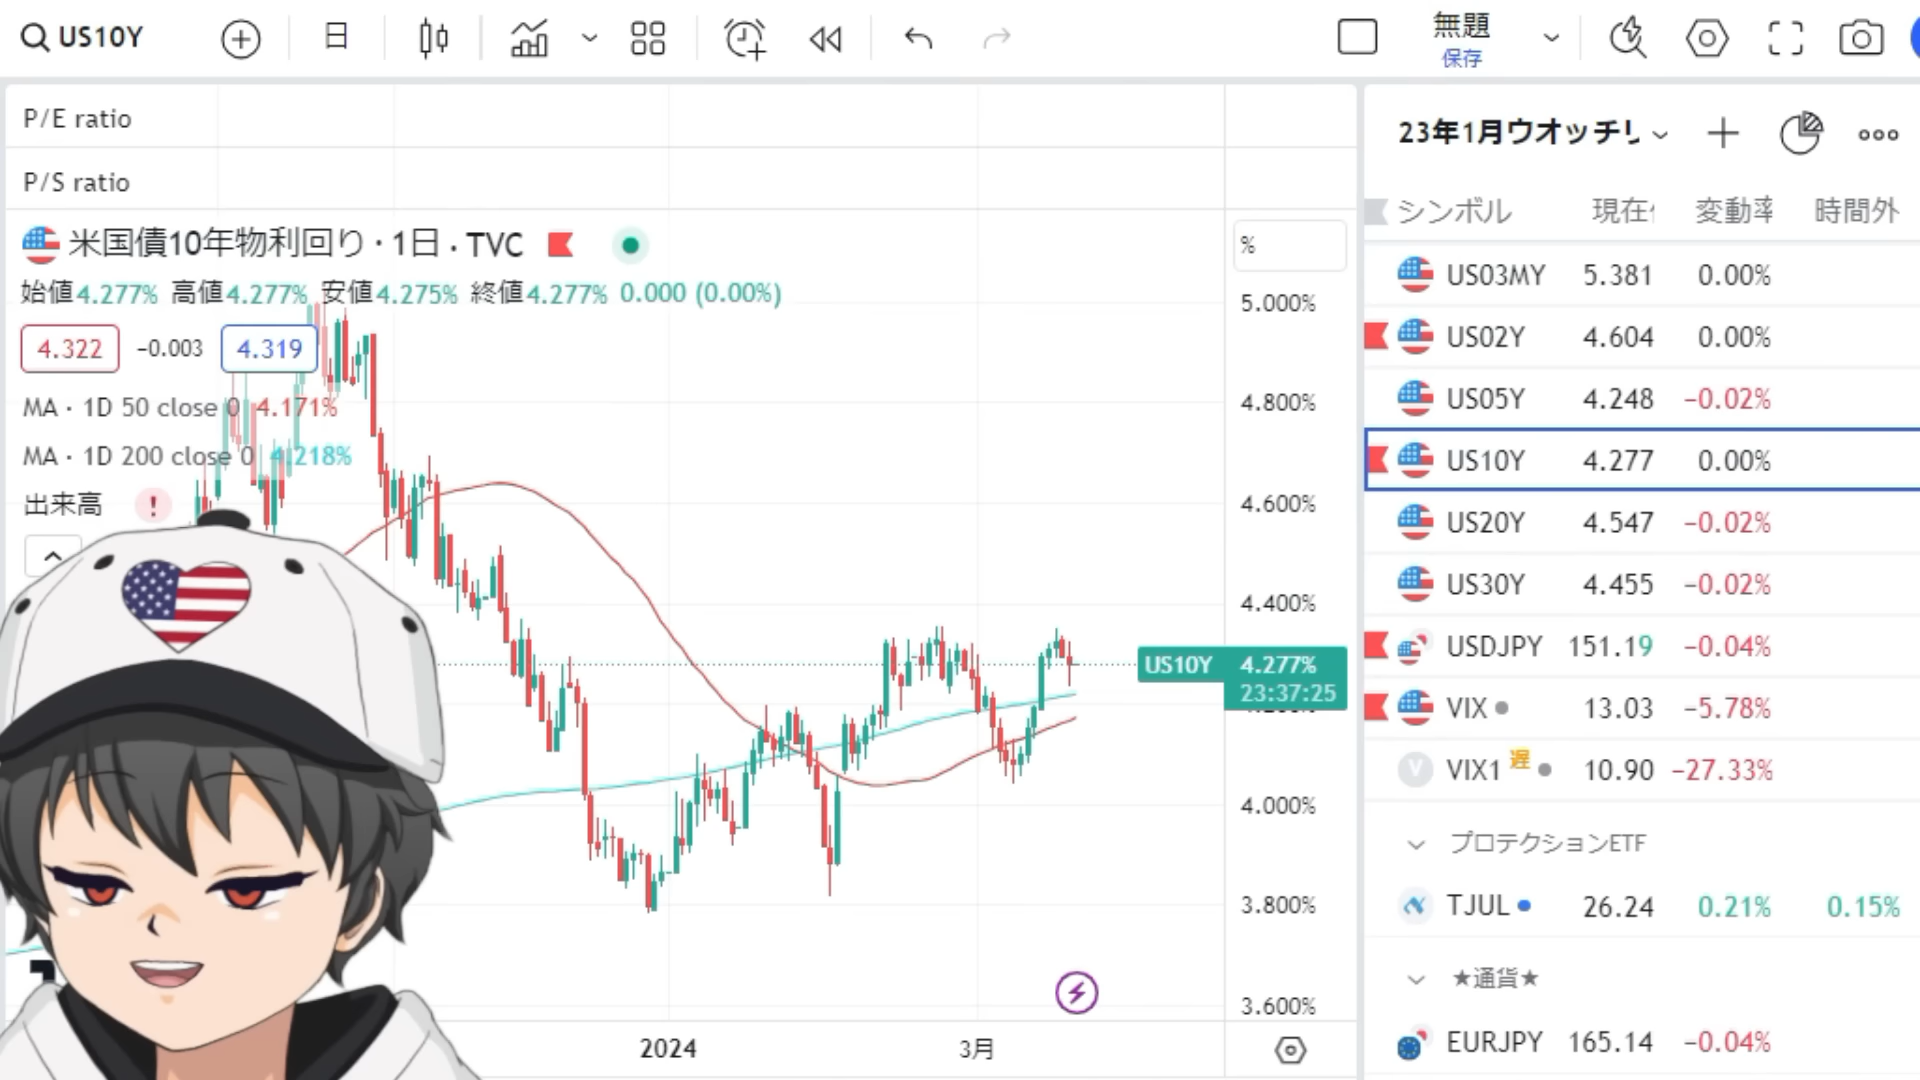 US10Y
日
無題
保存
P/E ratio
P/S ratio
米国債10年物利回り · 1日 · TVC
始値4.277% 高値4.277% 安値4.275% 終値4.277% 0.000 (0.00%)
4.322 −0.003 4.319
MA · 1D 50 close 0 4.171%
MA · 1D 200 close 0 4.218%
出来高 !
%
5.000%
4.800%
4.600%
4.400%
US10Y 4.277%
23:37:25
4.000%
3.800%
3.600%
2024 3月
23年1月ウオッチ
シンボル 現在 変動率 時間外
US03MY 5.381 0.00%
US02Y 4.604 0.00%
US05Y 4.248 −0.02%
US10Y 4.277 0.00%
US20Y 4.547 −0.02%
US30Y 4.455 −0.02%
USDJPY 151.19 −0.04%
VIX 13.03 −5.78%
V VIX1 遅 10.90 −27.33%
プロテクションETF
TJUL 26.24 0.21% 0.15%
★通貨★
EURJPY 165.14 −0.04%